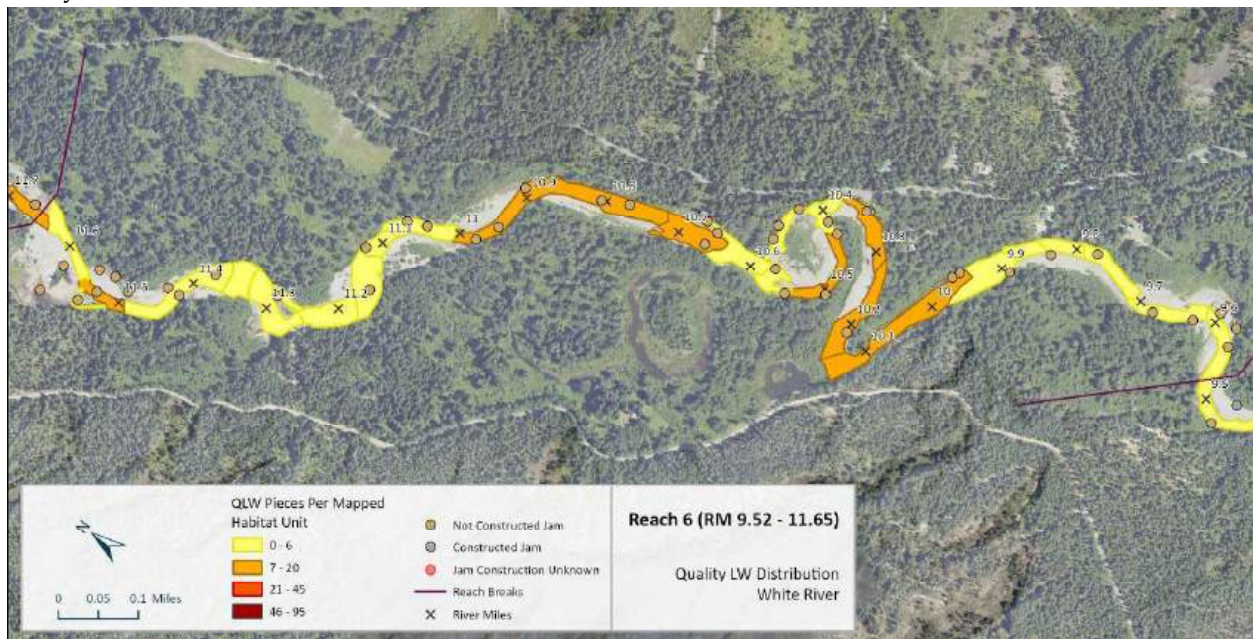 11.7
11.6
11.5
11.4
11.3
11.2
11.1
11
10.9
10.8
10.7
10.6
10.5
10.4
10.3
10.2
10.1
10
9.9
9.8
9.7
9.6
9.5
N
0 0.05 0.1 Miles
QLW Pieces Per Mapped
Habitat Unit
0 - 6
7 - 20
21 - 45
46 - 95
Not Constructed Jam
Constructed Jam
Jam Construction Unknown
Reach Breaks
River Miles
Reach 6 (RM 9.52 - 11.65)
Quality LW Distribution
White River